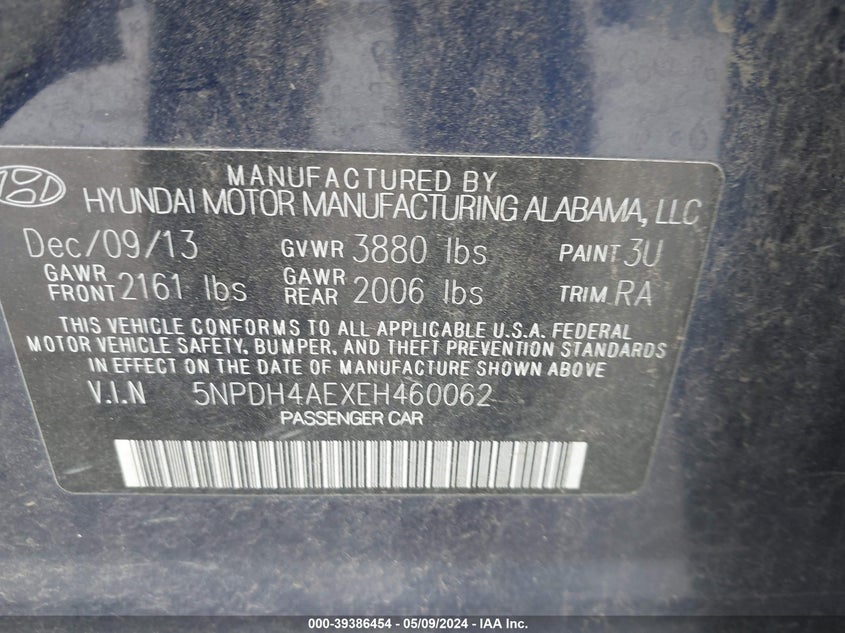 MANUFACTURED BY
HYUNDAI MOTOR MANUFACTURING ALABAMA, LLC
Dec/09/13 GVWR 3880 lbs PAINT 3U
GAWR FRONT 2161 lbs GAWR REAR 2006 lbs TRIM RA
THIS VEHICLE CONFORMS TO ALL APPLICABLE U.S.A. FEDERAL
MOTOR VEHICLE SAFETY, BUMPER, AND THEFT PREVENTION STANDARDS
IN EFFECT ON THE DATE OF MANUFACTURE SHOWN ABOVE
V.I.N 5NPDH4AEXEH460062
PASSENGER CAR
000-39386454 - 05/09/2024 - IAA Inc.